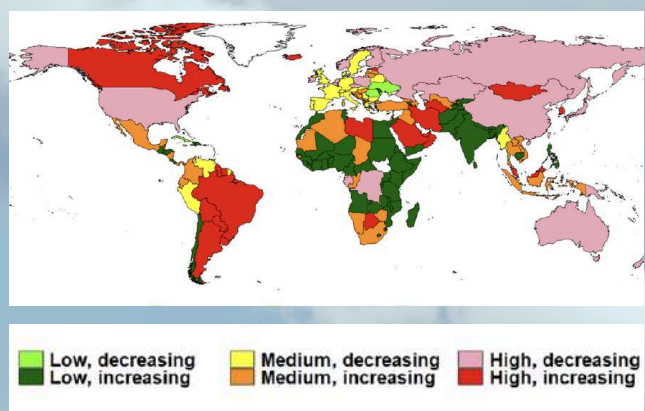 Low, decreasing
Low, increasing
Medium, decreasing
Medium, increasing
High, decreasing
High, increasing